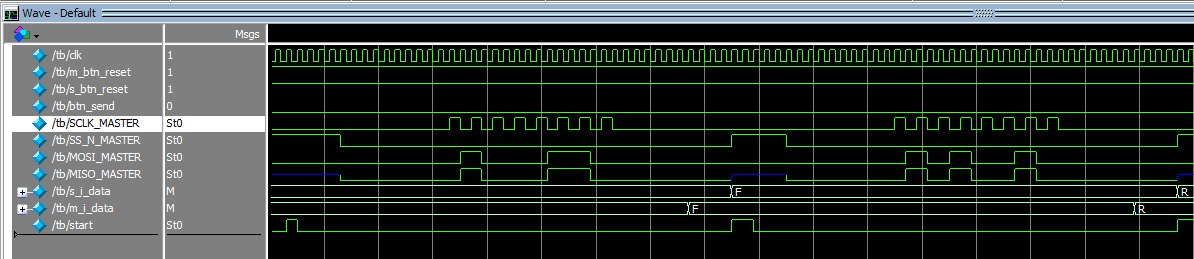 Wave - Default
Msgs
/tb/clk 1
/tb/m_btn_reset 1
/tb/s_btn_reset 1
/tb/btn_send 0
/tb/SCLK_MASTER St0
/tb/SS_N_MASTER St0
/tb/MOSI_MASTER St0
/tb/MISO_MASTER St0
/tb/s_i_data M F R
/tb/m_i_data M F R
/tb/start St0